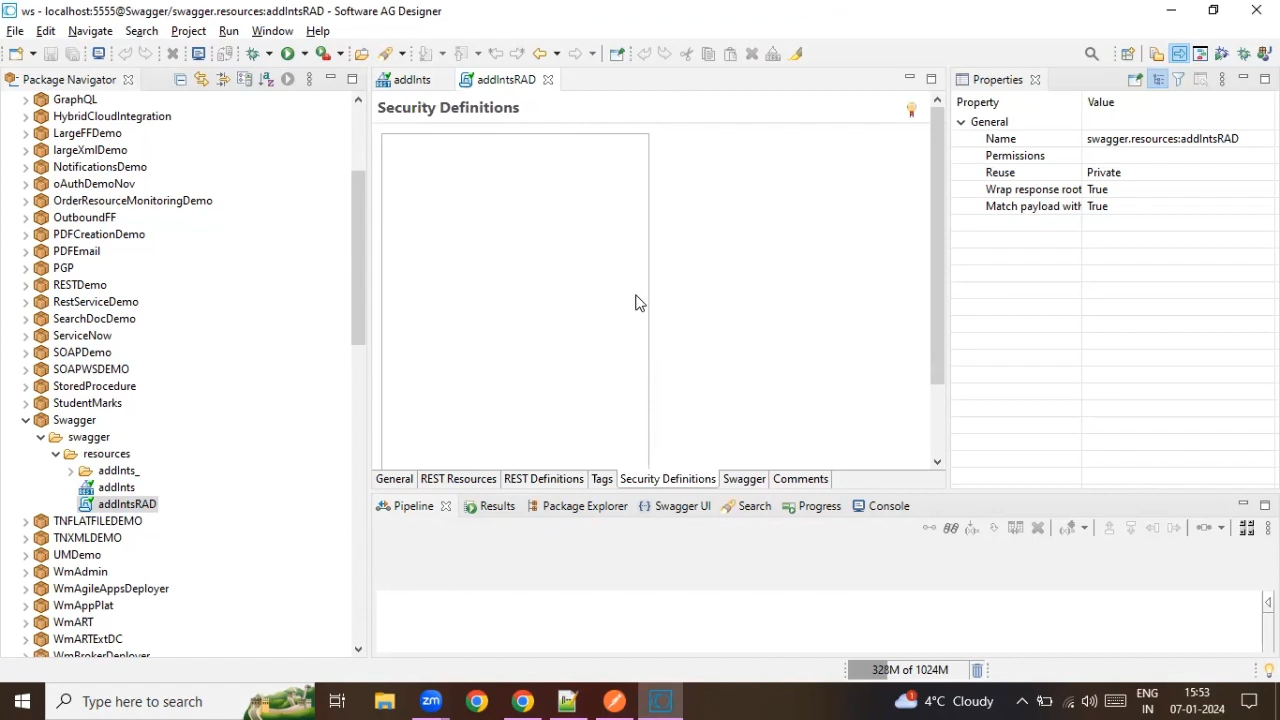 ws - localhost:5555@Swagger/swagger.resources:addIntsRAD - Software AG Designer
File Edit Navigate Search Project Run Window Help
Package Navigator
GraphQL
HybridCloudIntegration
LargeFFDemo
largeXmlDemo
NotificationsDemo
oAuthDemoNov
OrderResourceMonitoringDemo
OutboundFF
PDFCreationDemo
PDFEmail
PGP
RESTDemo
RestServiceDemo
SearchDocDemo
ServiceNow
SOAPDemo
SOAPWSDEMO
StoredProcedure
StudentMarks
Swagger
swagger
resources
addInts_
addInts
addIntsRAD
TNFLATFILEDEMO
TNXMLDEMO
UMDemo
WmAdmin
WmAgileAppsDeployer
WmAppPlat
WmART
WmARTExtDC
WmBrokerDeployer
addInts addIntsRAD
Security Definitions
General REST Resources REST Definitions Tags Security Definitions Swagger Comments
Properties
Property Value
General
Name swagger.resources:addIntsRAD
Permissions
Reuse Private
Wrap response root True
Match payload with True
Pipeline Results Package Explorer Swagger UI Search Progress Console
328M of 1024M
Type here to search
1
4°C Cloudy
ENG
IN
15:53
07-01-2024